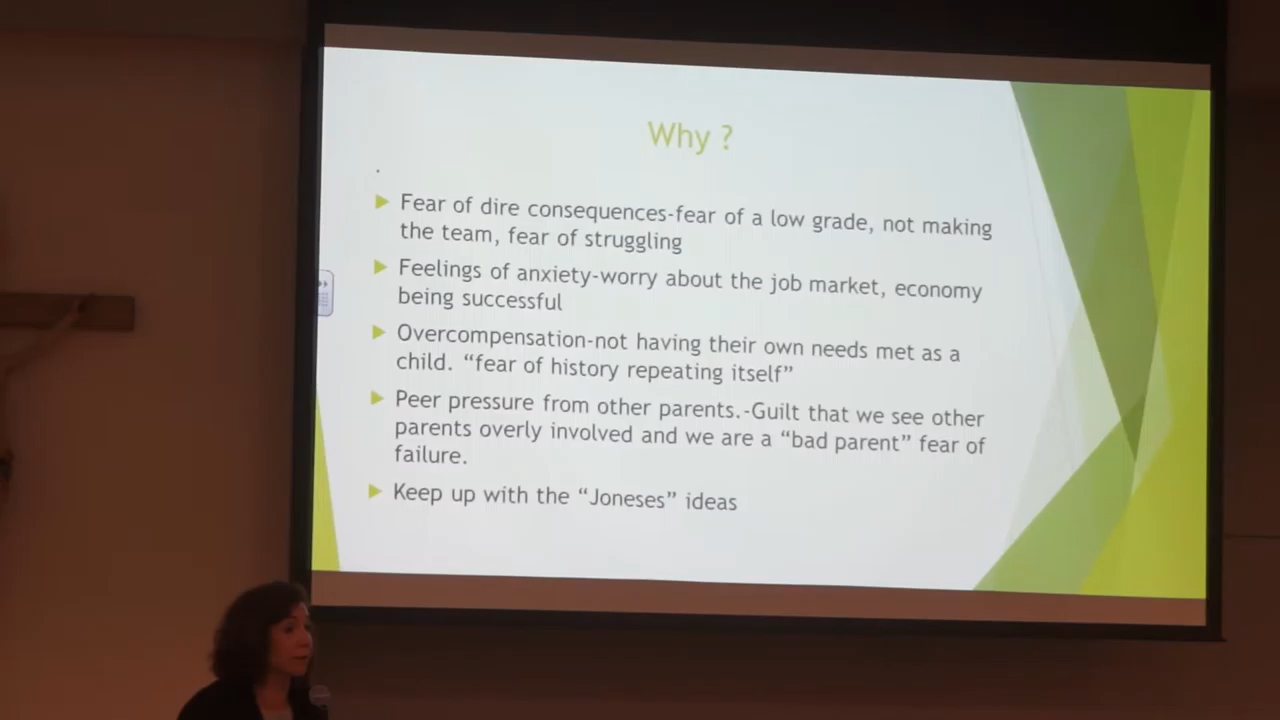 Why ?
Fear of dire consequences-fear of a low grade, not making
the team, fear of struggling
Feelings of anxiety-worry about the job market, economy
being successful
Overcompensation-not having their own needs met as a
child. “fear of history repeating itself”
Peer pressure from other parents.-Guilt that we see other
parents overly involved and we are a “bad parent” fear of
failure.
Keep up with the “Joneses” ideas